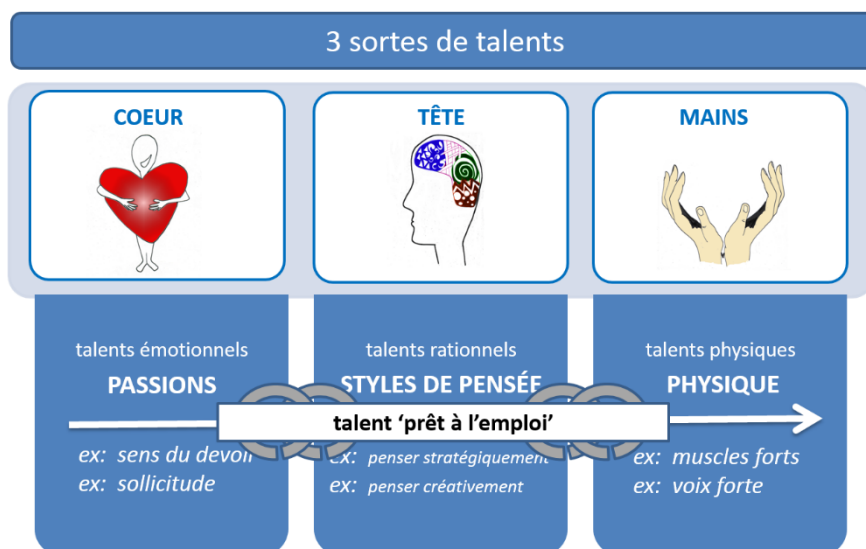 3 sortes de talents
COEUR
TÊTE
MAINS
talents émotionnels
PASSIONS
talents rationnels
STYLES DE PENSÉE
talents physiques
PHYSIQUE
talent ‘prêt à l’emploi’
ex: sens du devoir
ex: sollicitude
ex: penser stratégiquement
ex: penser créativement
ex: muscles forts
ex: voix forte